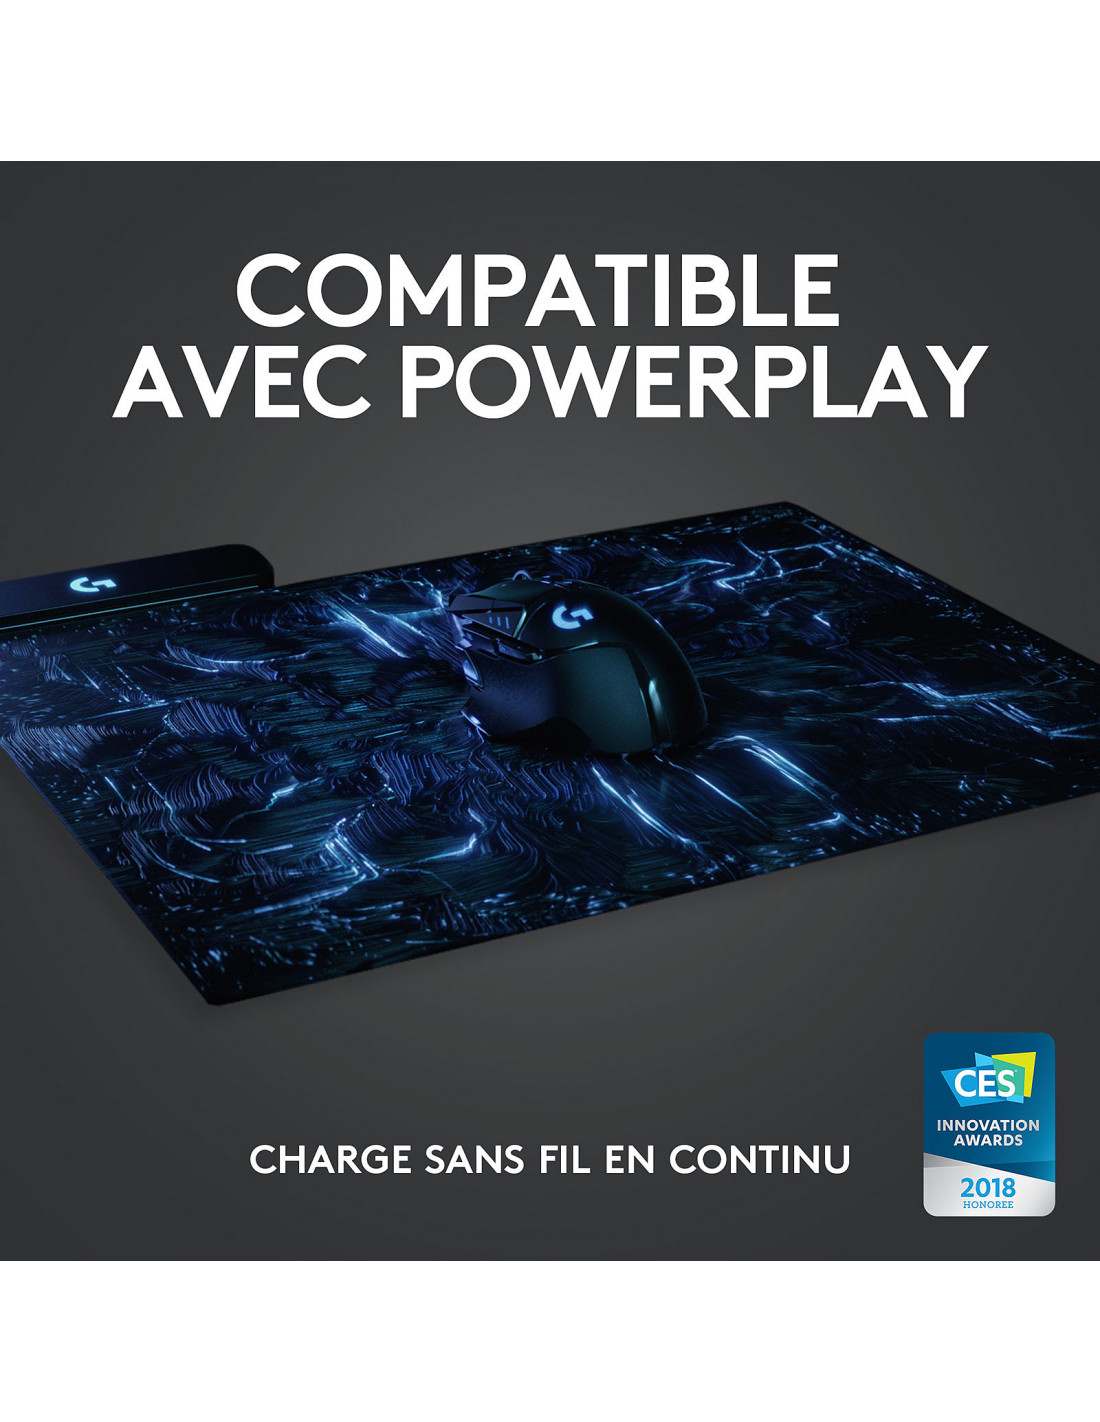 COMPATIBLE
AVEC POWERPLAY
CHARGE SANS FIL EN CONTINU
CES
INNOVATION
AWARDS
2018
HONOREE